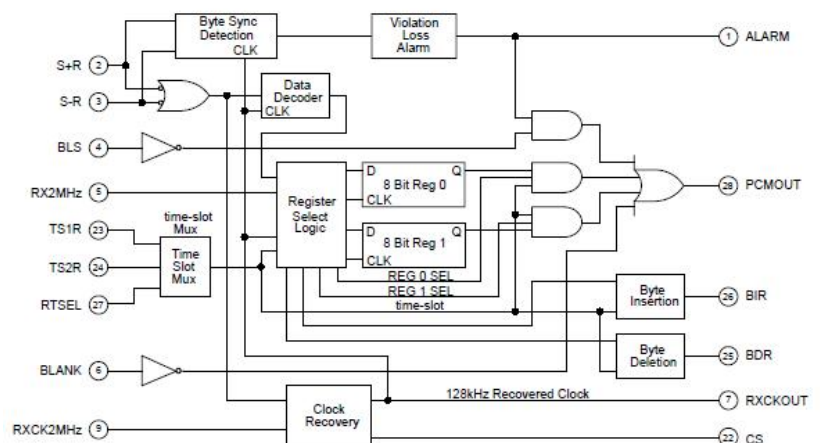 Byte Sync
Detection
CLK
Violation
Loss
Alarm
1 ALARM
S+R 2
S-R 3
Data
Decoder
CLK
BLS 4
RX2MHz 5
Register
Select
Logic
D Q
8 Bit Reg 0
CLK
D Q
8 Bit Reg 1
CLK
28 PCMOUT
time-slot
Mux
TS1R 23
TS2R 24
RTSEL 27
Time
Slot
Mux
REG 0 SEL
REG 1 SEL
time-slot
Byte
Insertion
26 BIR
Byte
Deletion
25 BDR
BLANK 6
128kHz Recovered Clock
7 RXCKOUT
RXCK2MHz 9
Clock
Recovery
22 CS